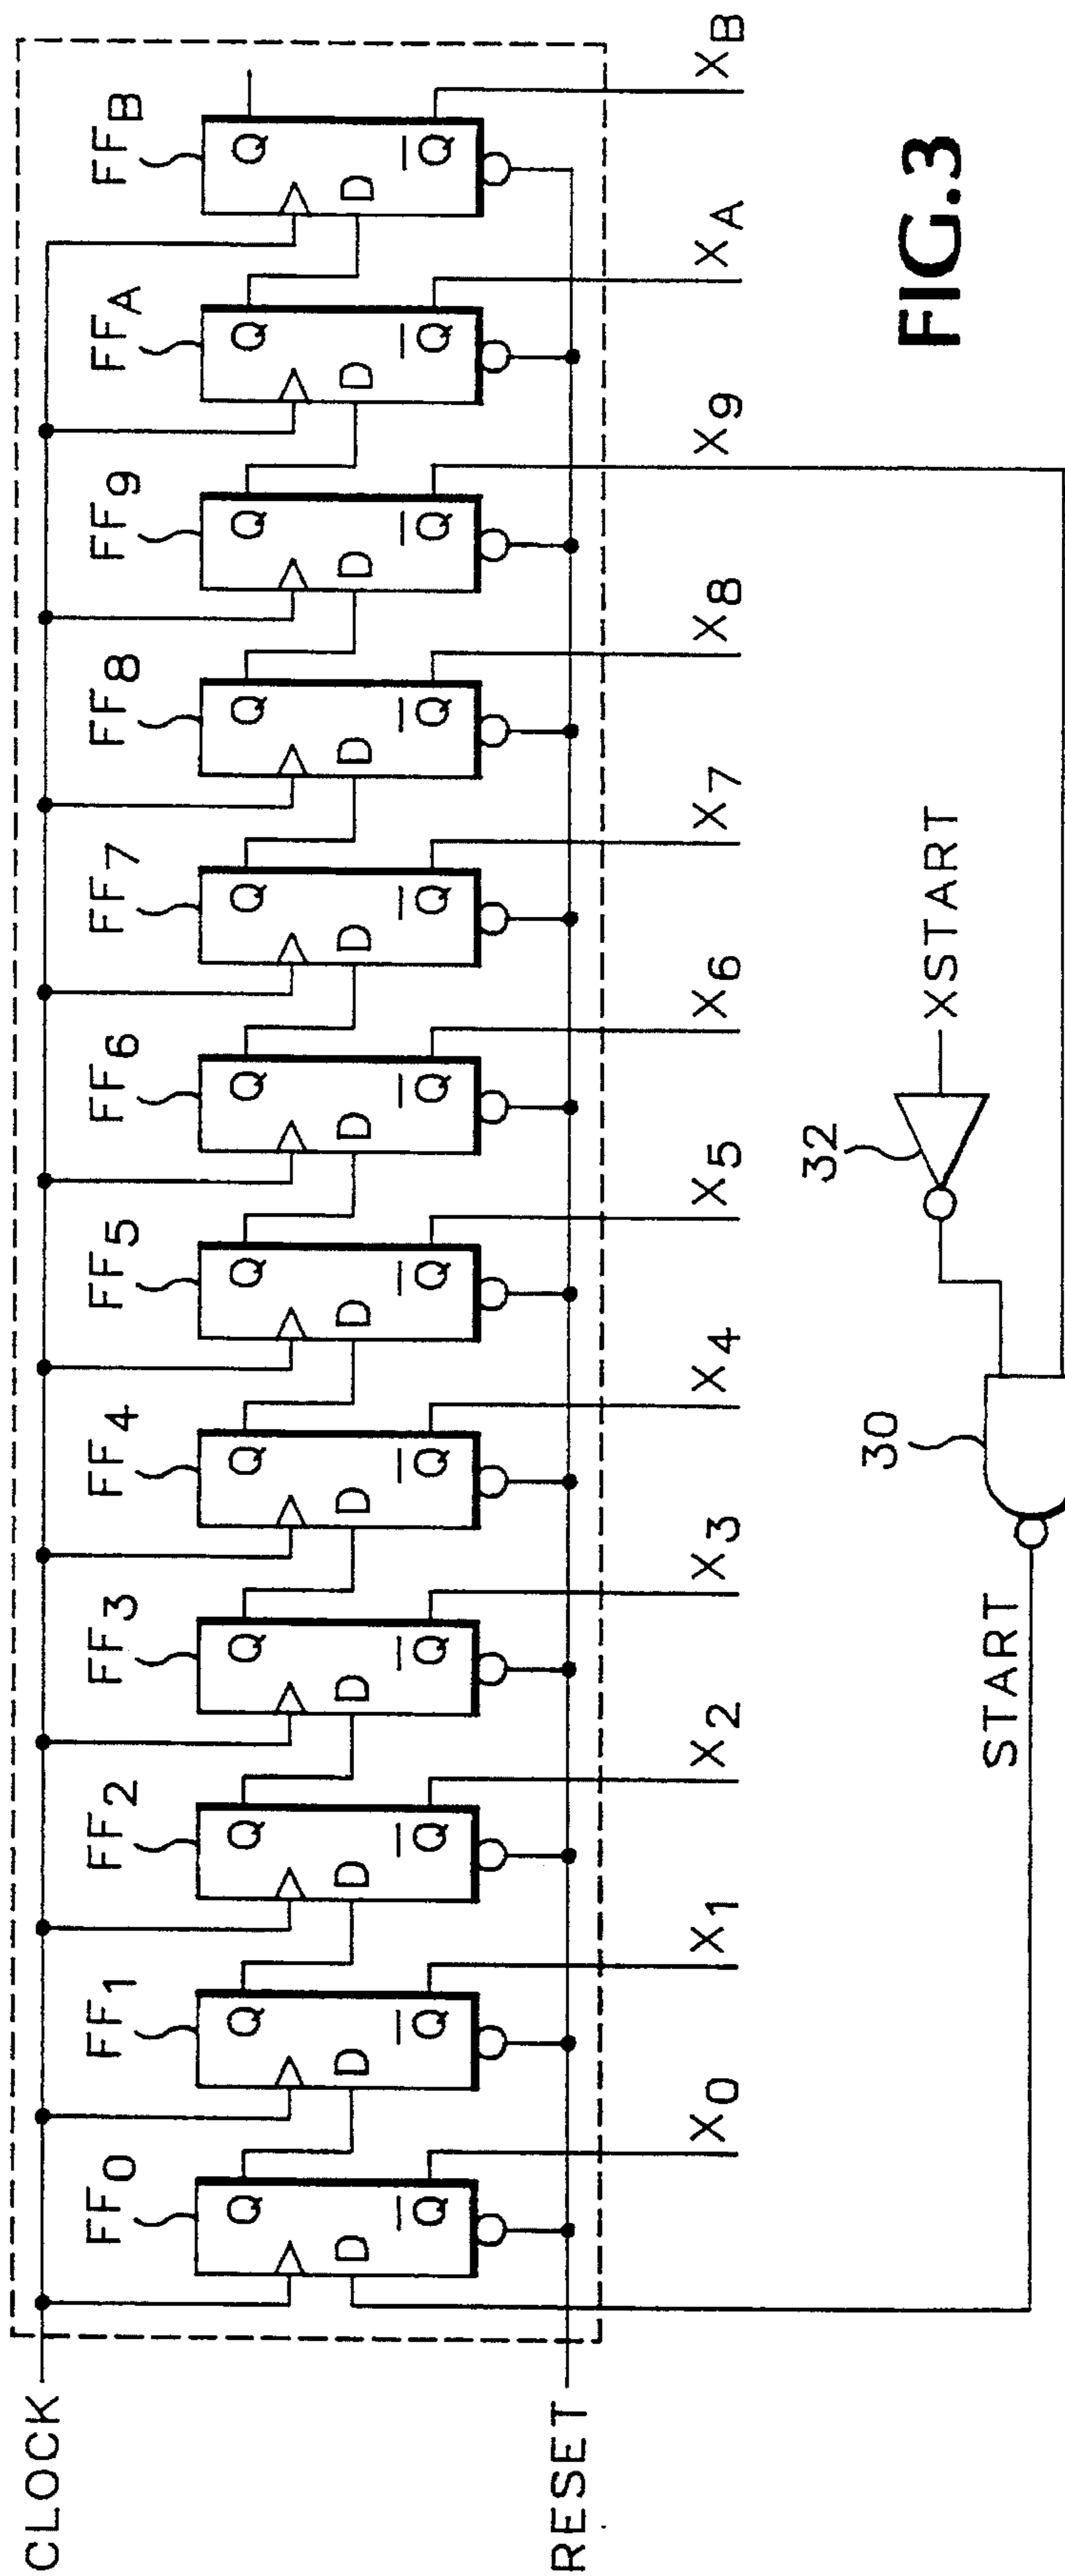 CLOCK
FF0 FF1 FF2 FF3 FF4 FF5 FF6 FF7 FF8 FF9 FFA FFB
Q Q Q Q Q Q Q Q Q Q Q Q
D D D D D D D D D D D D
Q̅ Q̅ Q̅ Q̅ Q̅ Q̅ Q̅ Q̅ Q̅ Q̅ Q̅ Q̅
RESET
X0 X1 X2 X3 X4 X5 X6 X7 X8 X9 XA XB
32
30
XSTART
START
FIG.3